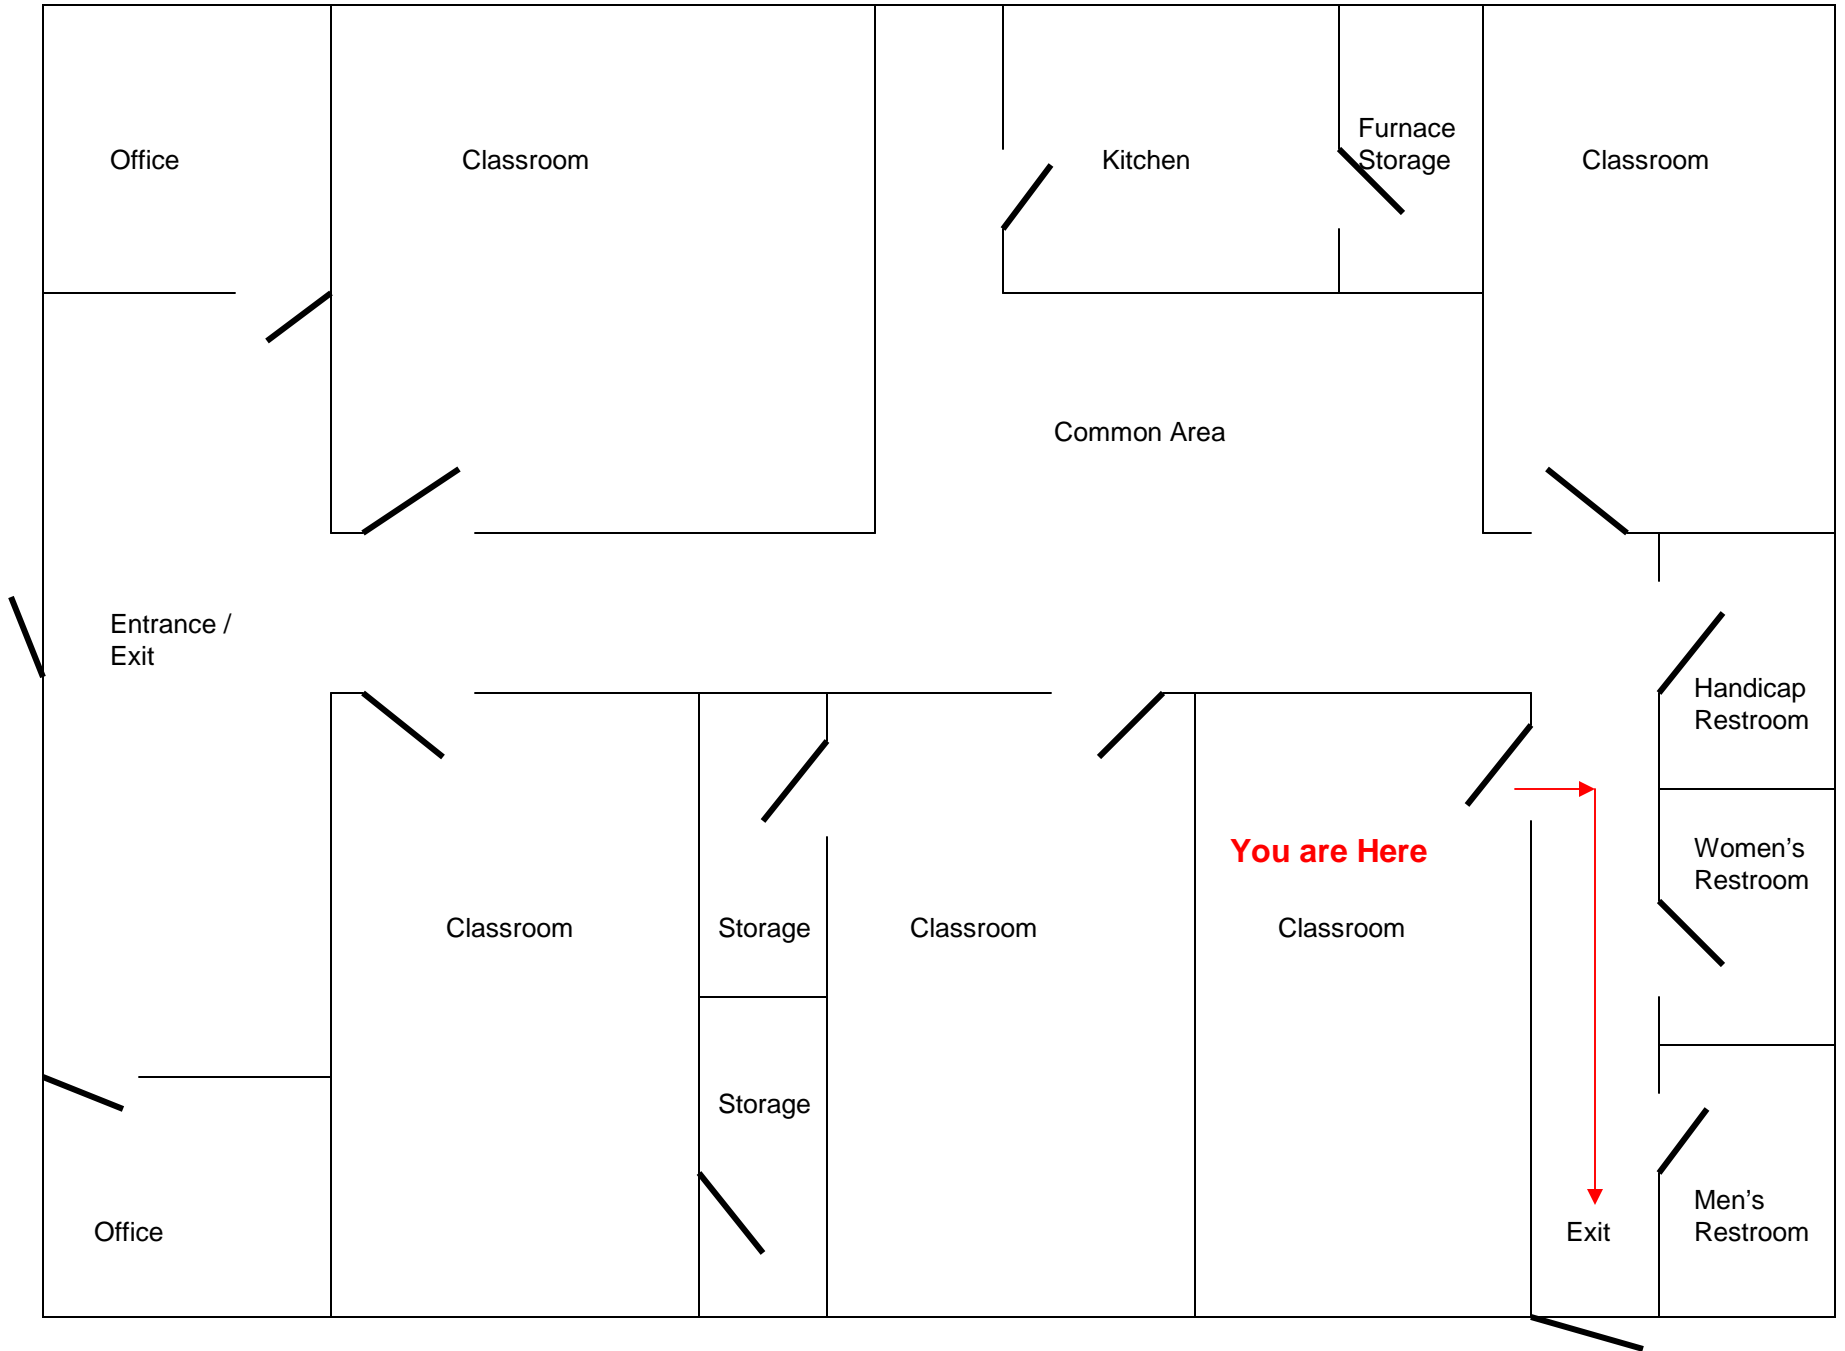 Office
Classroom
Kitchen
Furnace
Storage
Classroom
Common Area
Entrance /
Exit
Handicap
Restroom
You are Here
Women’s
Restroom
Classroom
Storage
Classroom
Classroom
Storage
Office
Exit
Men’s
Restroom